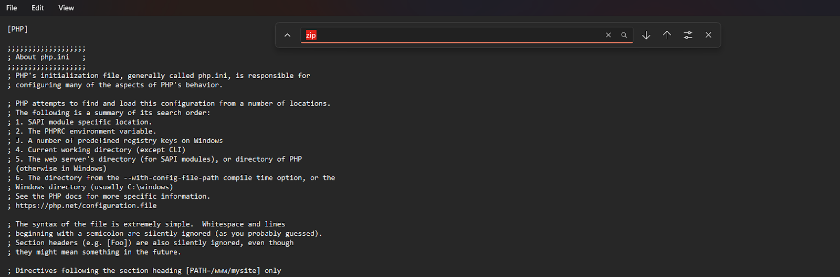 File Edit View
zip
[PHP]
;;;;;;;;;;;;;;;;;;;
; About php.ini   ;
;;;;;;;;;;;;;;;;;;;
; PHP's initialization file, generally called php.ini, is responsible for
; configuring many of the aspects of PHP's behavior.
; PHP attempts to find and load this configuration from a number of locations.
; The following is a summary of its search order:
; 1. SAPI module specific location.
; 2. The PHPRC environment variable.
; 3. A number of predefined registry keys on Windows
; 4. Current working directory (except CLI)
; 5. The web server's directory (for SAPI modules), or directory of PHP
; (otherwise in Windows)
; 6. The directory from the --with-config-file-path compile time option, or the
; Windows directory (usually C:\windows)
; See the PHP docs for more specific information.
; https://php.net/configuration.file
; The syntax of the file is extremely simple.  Whitespace and lines
; beginning with a semicolon are silently ignored (as you probably guessed).
; Section headers (e.g. [Foo]) are also silently ignored, even though
; they might mean something in the future.
; Directives following the section heading [PATH=/www/mysite] only